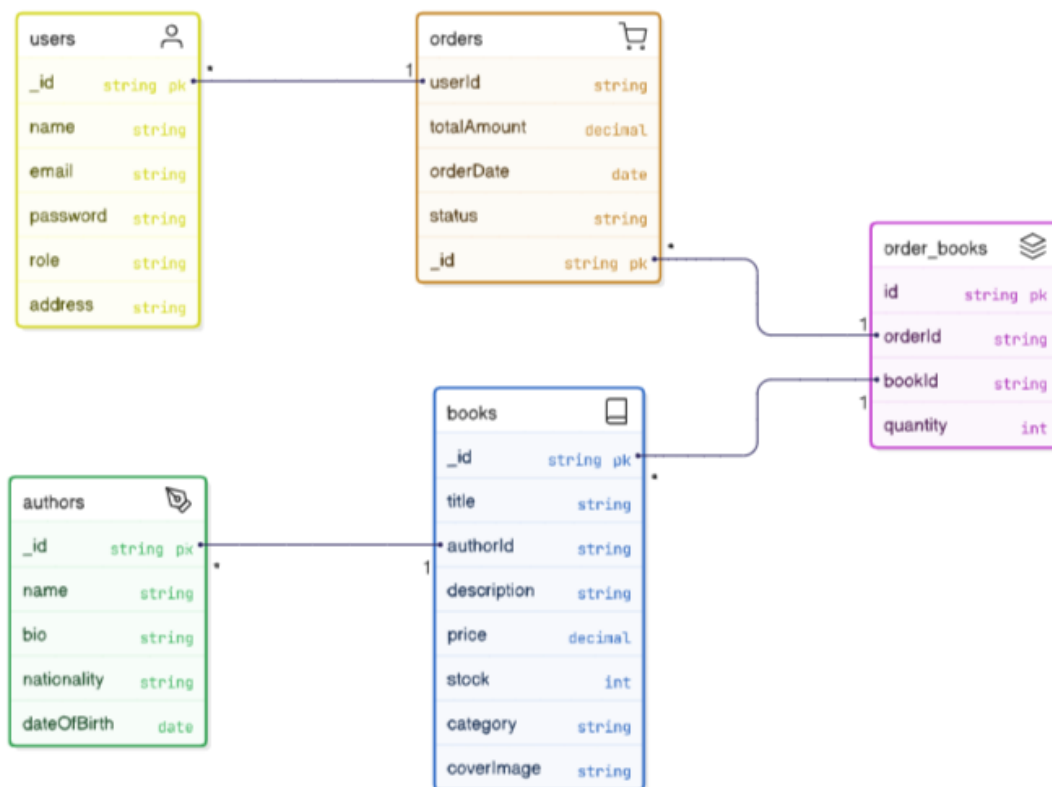 users
_id string pk
name string
email string
password string
role string
address string
* 1
orders
userId string
totalAmount decimal
orderDate date
status string
_id string pk
* 1
order_books
id string pk
orderId string
bookId string
quantity int
1 *
books
_id string pk
title string
authorId string
description string
price decimal
stock int
category string
coverImage string
authors
_id string pk
name string
bio string
nationality string
dateOfBirth date
* 1